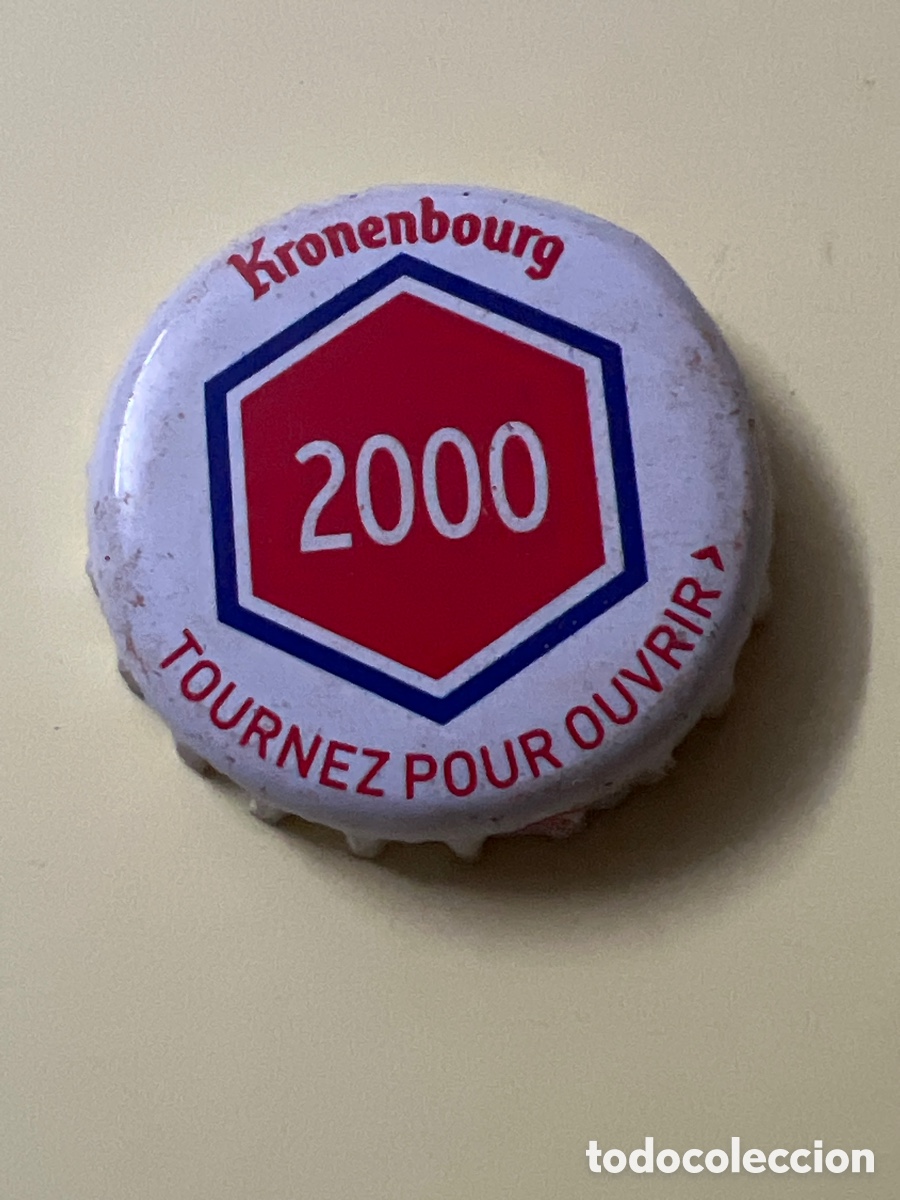 Kronenbourg
2000
TOURNEZ POUR OUVRIR >
todocoleccion